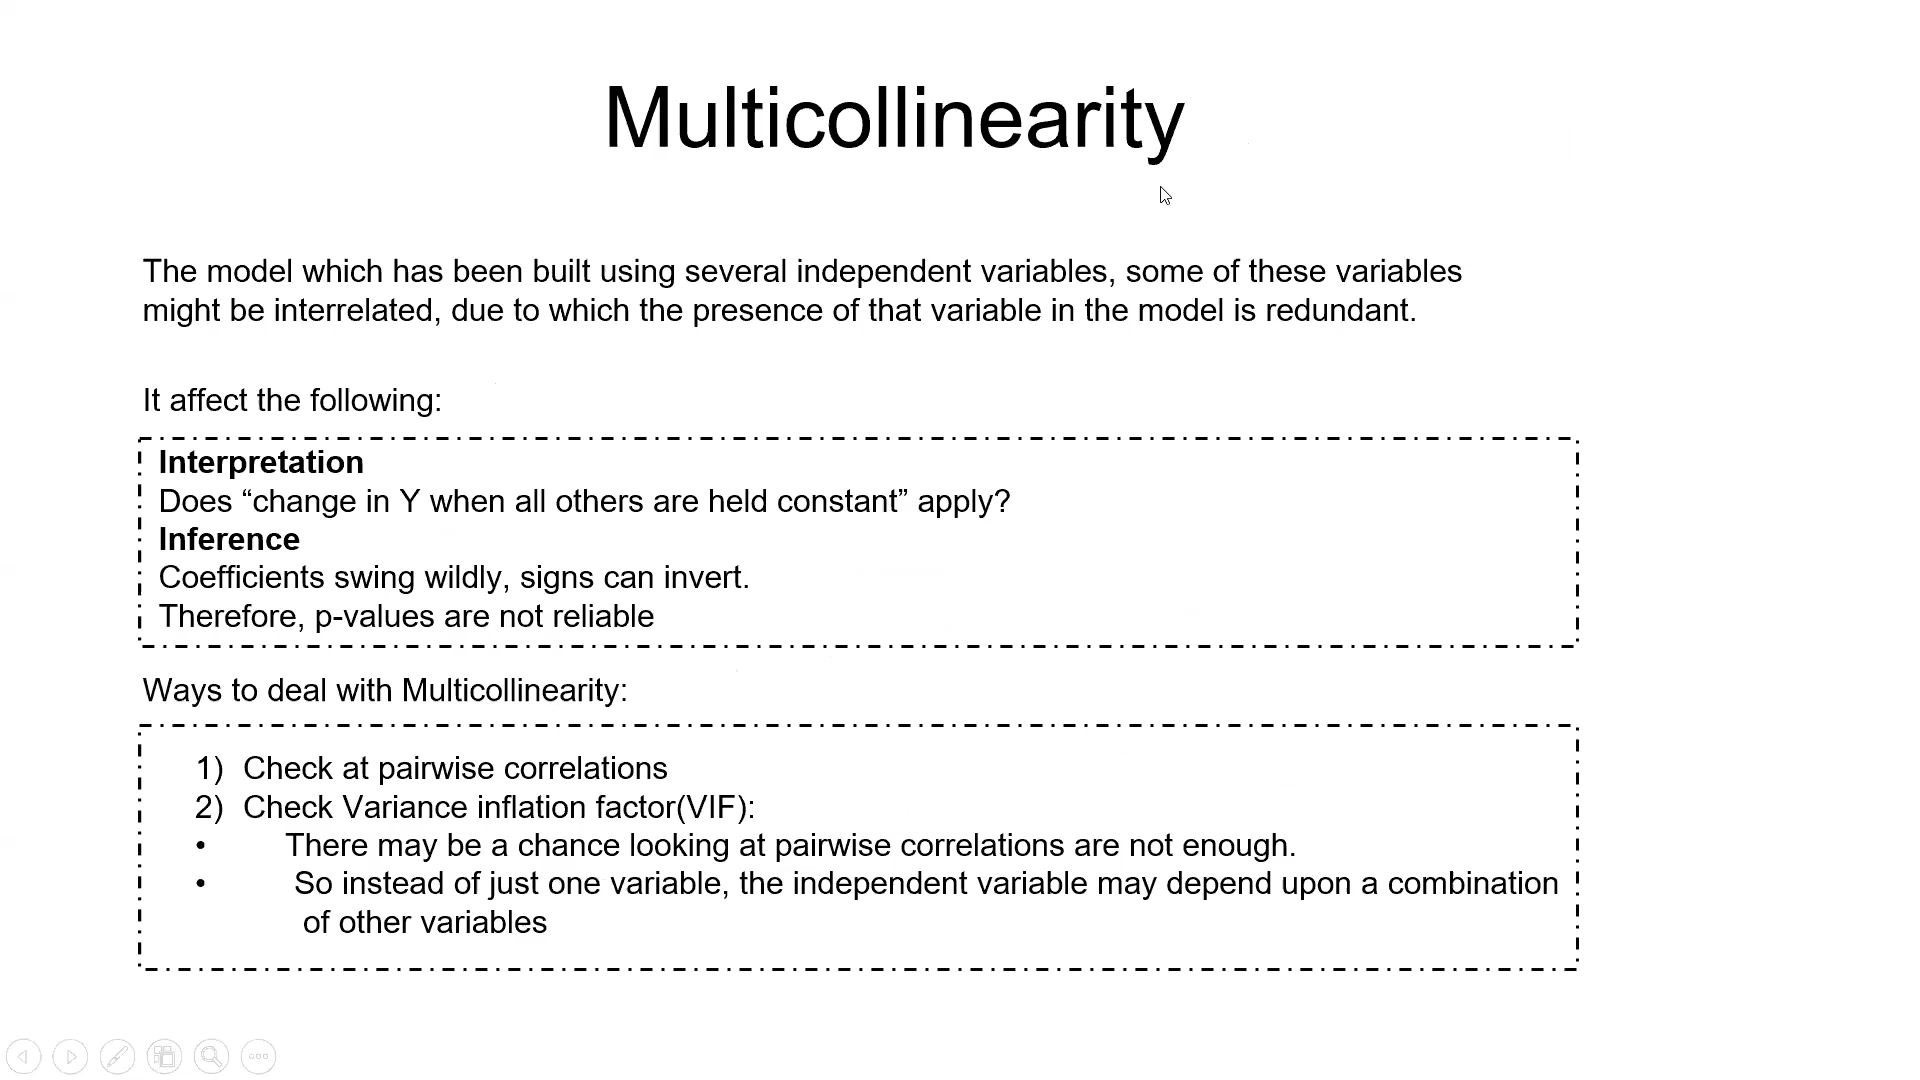 Multicollinearity
The model which has been built using several independent variables, some of these variables
might be interrelated, due to which the presence of that variable in the model is redundant.
It affect the following:
Interpretation
Does “change in Y when all others are held constant” apply?
Inference
Coefficients swing wildly, signs can invert.
Therefore, p-values are not reliable
Ways to deal with Multicollinearity:
1) Check at pairwise correlations
2) Check Variance inflation factor(VIF):
• There may be a chance looking at pairwise correlations are not enough.
• So instead of just one variable, the independent variable may depend upon a combination
of other variables